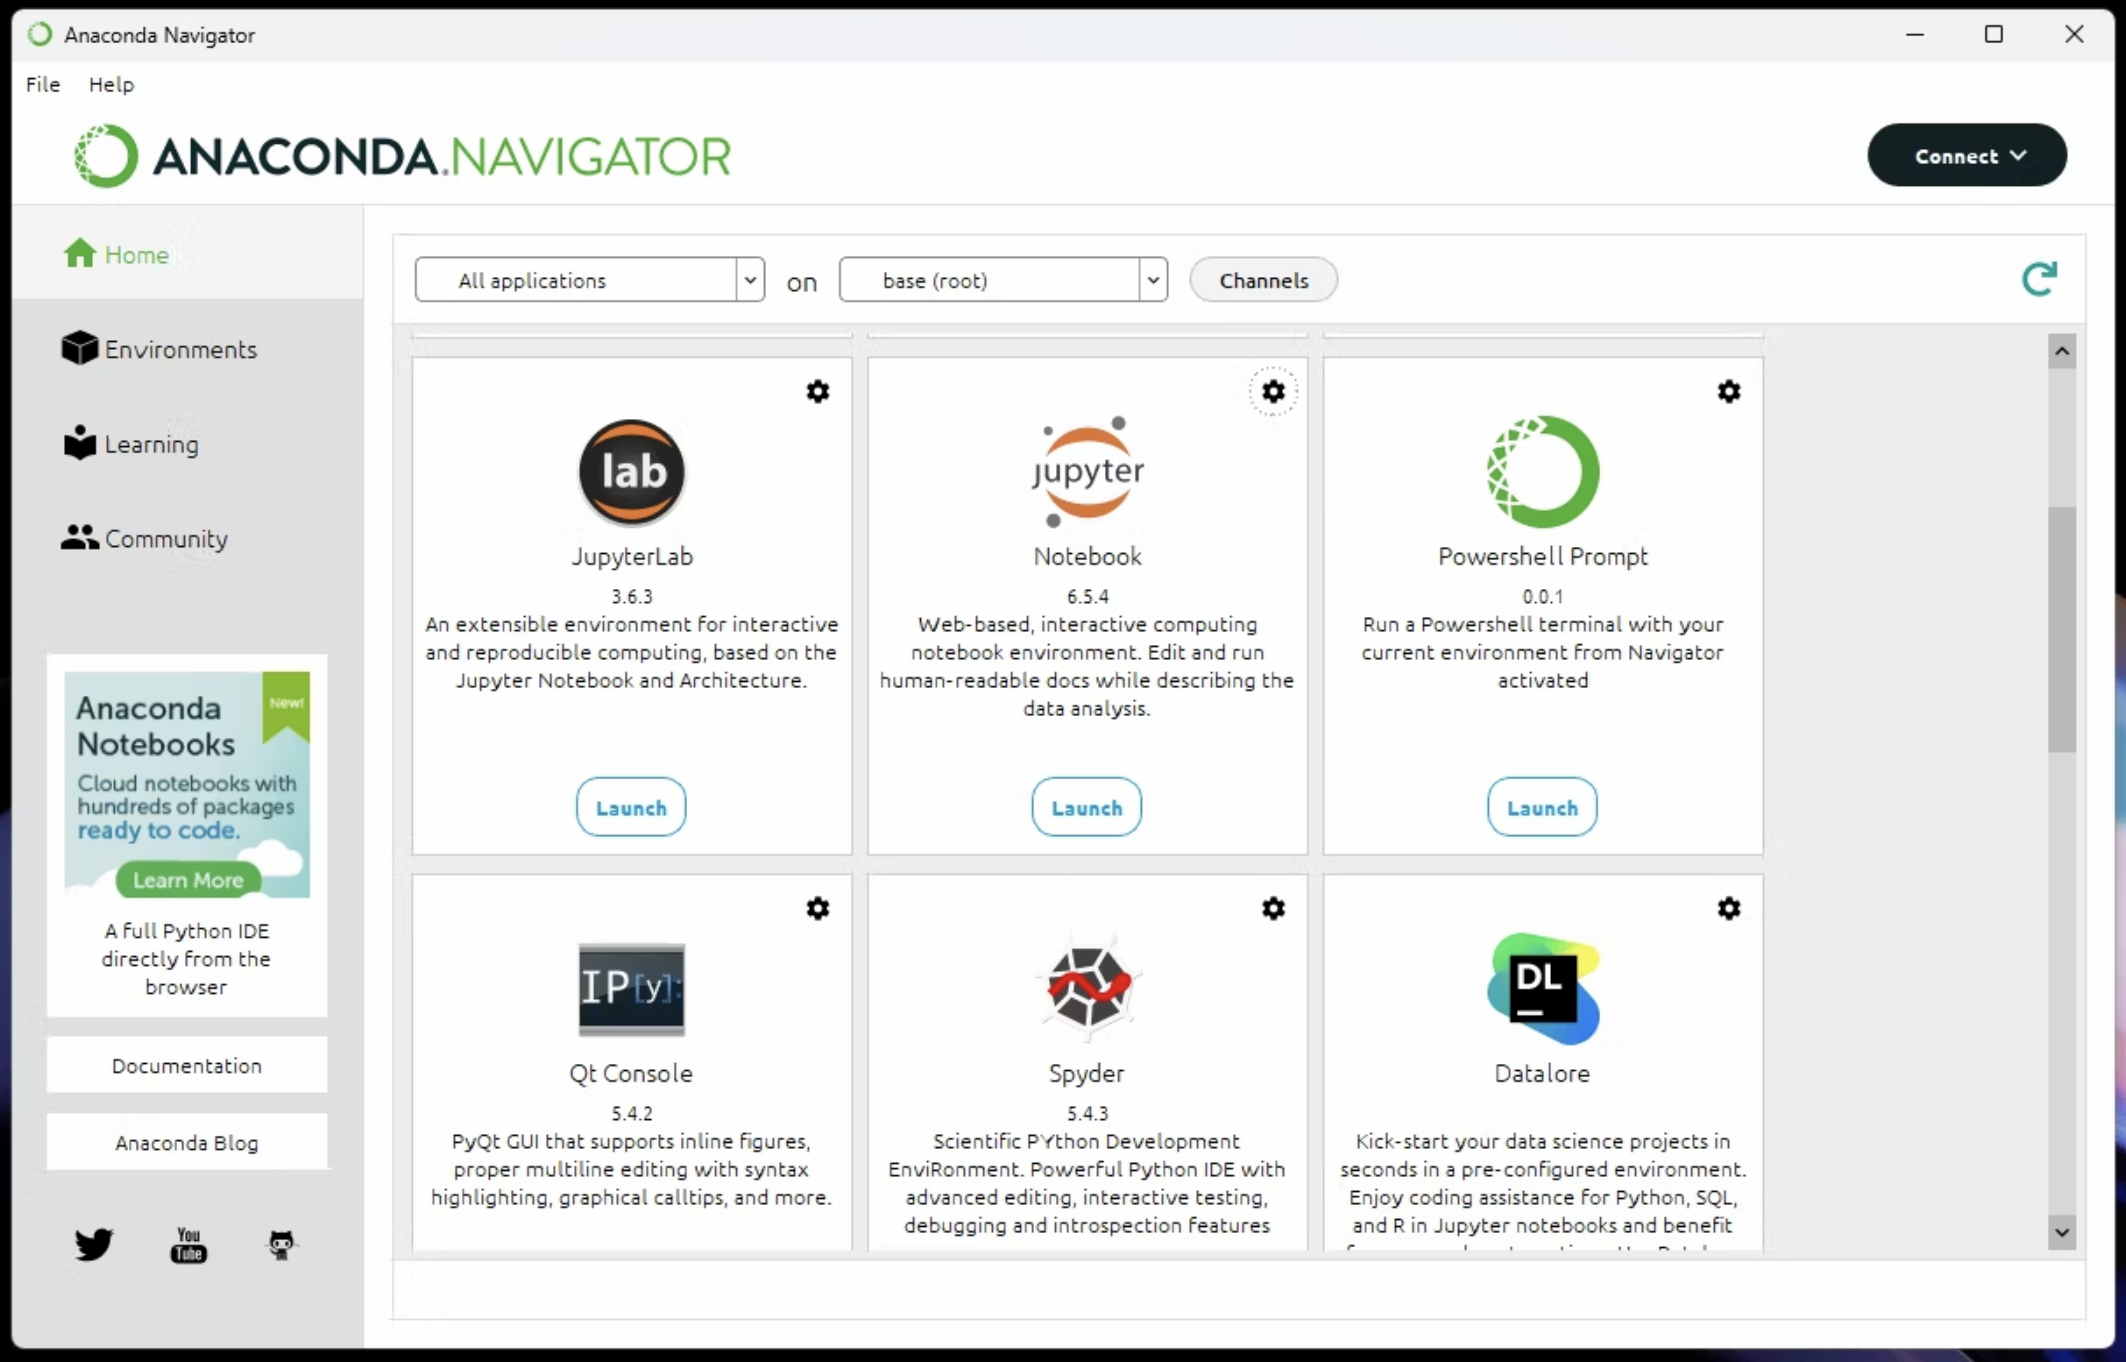 Anaconda Navigator
File Help
ANACONDA.NAVIGATOR
Connect
Home
Environments
Learning
Community
Anaconda
Notebooks
New!
Cloud notebooks with
hundreds of packages
ready to code.
Learn More
A full Python IDE
directly from the
browser
Documentation
Anaconda Blog
You
Tube
All applications on base (root) Channels
lab
JupyterLab
3.6.3
An extensible environment for interactive
and reproducible computing, based on the
Jupyter Notebook and Architecture.
Launch
jupyter
Notebook
6.5.4
Web-based, interactive computing
notebook environment. Edit and run
human-readable docs while describing the
data analysis.
Launch
Powershell Prompt
0.0.1
Run a Powershell terminal with your
current environment from Navigator
activated
Launch
IP[y]:
Qt Console
5.4.2
PyQt GUI that supports inline figures,
proper multiline editing with syntax
highlighting, graphical calltips, and more.
Spyder
5.4.3
Scientific PYthon Development
EnviRonment. Powerful Python IDE with
advanced editing, interactive testing,
debugging and introspection features
DL
Datalore
Kick-start your data science projects in
seconds in a pre-configured environment.
Enjoy coding assistance for Python, SQL,
and R in Jupyter notebooks and benefit